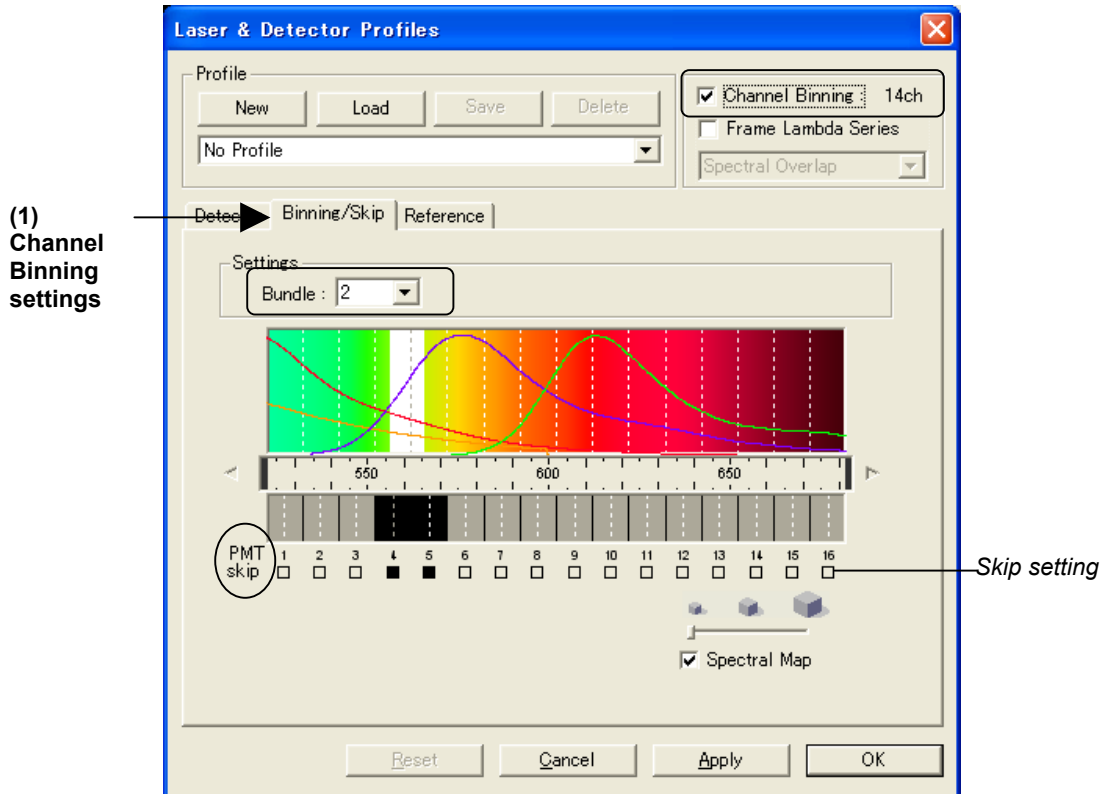 Laser & Detector Profiles
Profile
New Load Save Delete
No Profile
Channel Binning : 14ch
Frame Lambda Series
Spectral Overlap
(1)
Channel
Binning
settings
Binning/Skip Reference
Settings
Bundle : 2
550 600 650
PMT
skip
1 2 3 4 5 6 7 8 9 10 11 12 13 14 15 16
Skip setting
Spectral Map
Reset Cancel Apply OK